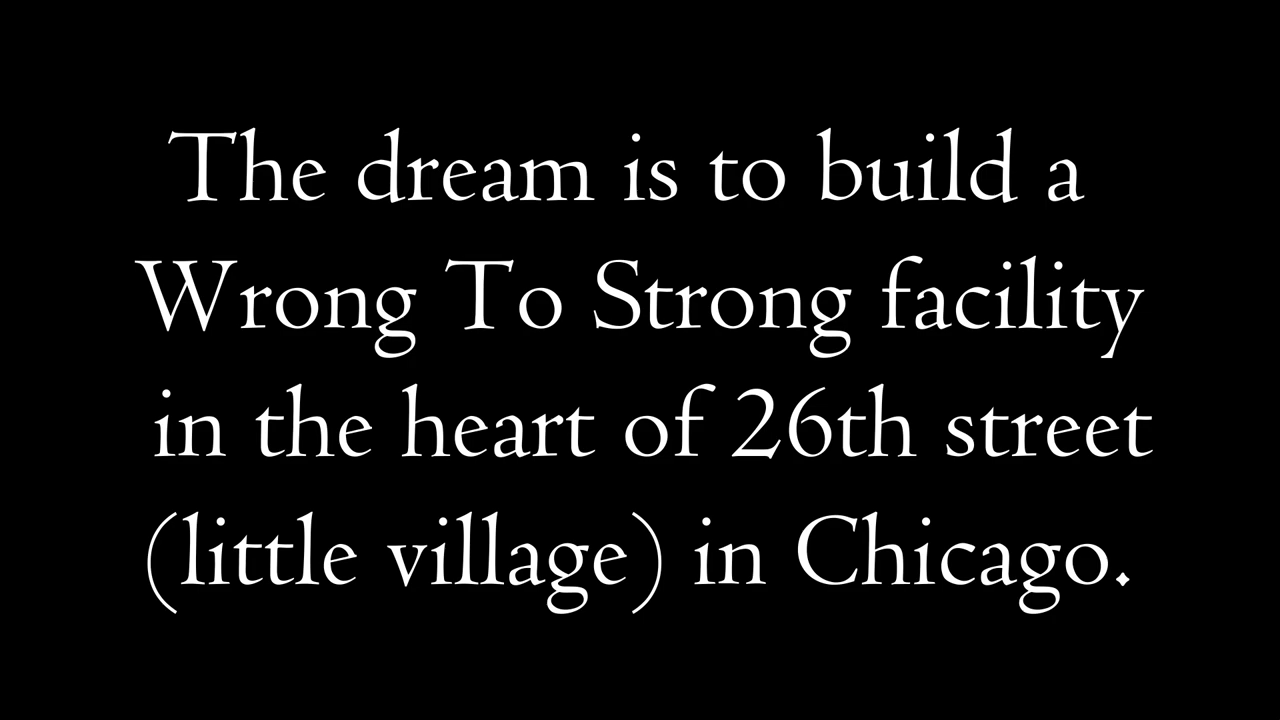 The dream is to build a
Wrong To Strong facility
in the heart of 26th street
(little village) in Chicago.